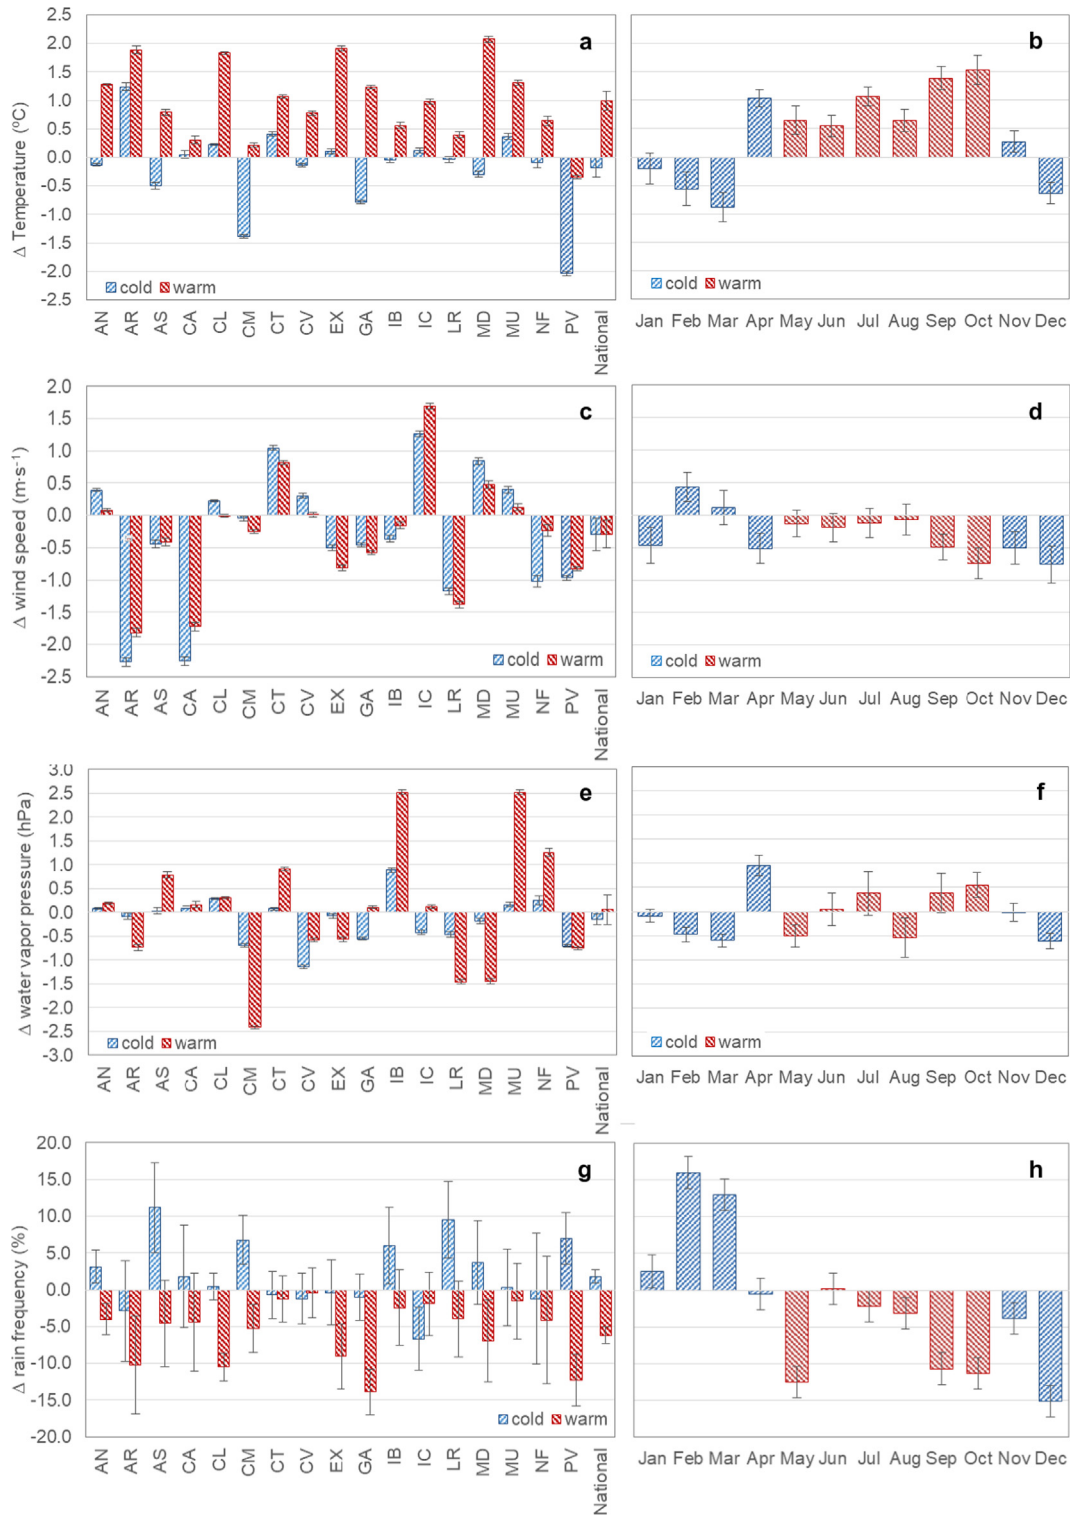 Δ Temperature (ºC)
2.5
2.0
1.5
1.0
0.5
0.0
-0.5
-1.0
-1.5
-2.0
-2.5
a
cold warm
AN AR AS CA CL CM CT CV EX GA IB IC LR MD MU NF PV National
b
cold warm
Jan Feb Mar Apr May Jun Jul Aug Sep Oct Nov Dec
Δ wind speed (m·s⁻¹)
2.0
1.5
1.0
0.5
0.0
-0.5
-1.0
-1.5
-2.0
-2.5
c
cold warm
AN AR AS CA CL CM CT CV EX GA IB IC LR MD MU NF PV National
d
cold warm
Jan Feb Mar Apr May Jun Jul Aug Sep Oct Nov Dec
Δ water vapor pressure (hPa)
3.0
2.5
2.0
1.5
1.0
0.5
0.0
-0.5
-1.0
-1.5
-2.0
-2.5
-3.0
e
cold warm
AN AR AS CA CL CM CT CV EX GA IB IC LR MD MU NF PV National
f
cold warm
Jan Feb Mar Apr May Jun Jul Aug Sep Oct Nov Dec
Δ rain frequency (%)
20.0
15.0
10.0
5.0
0.0
-5.0
-10.0
-15.0
-20.0
g
cold warm
AN AR AS CA CL CM CT CV EX GA IB IC LR MD MU NF PV National
h
Jan Feb Mar Apr May Jun Jul Aug Sep Oct Nov Dec